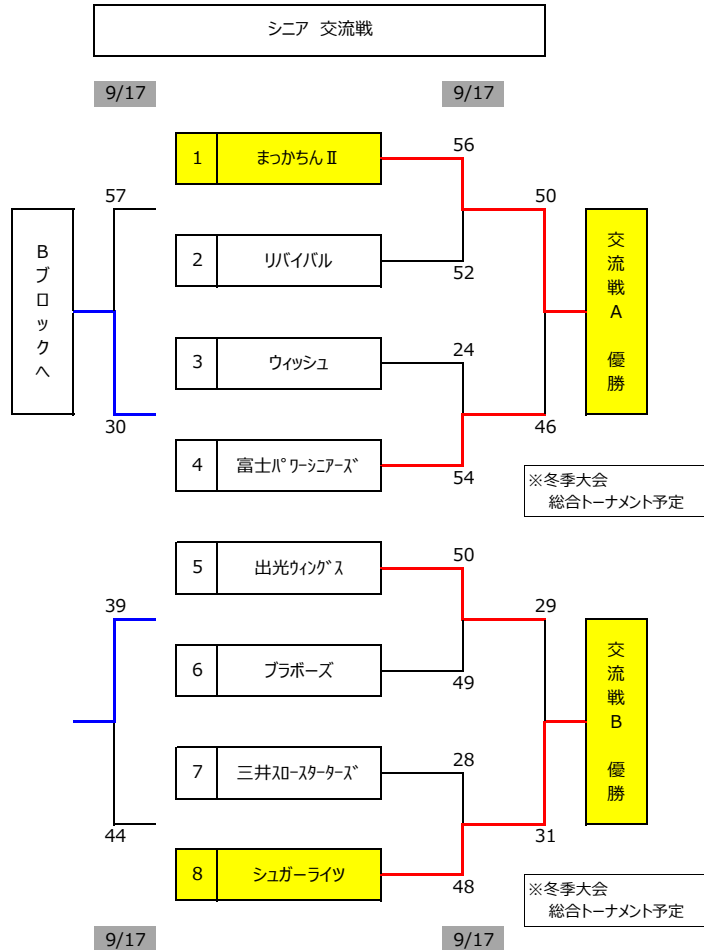 シニア 交流戦
9/17
9/17
1 まっかちんⅡ
56
57
50
Bブロックへ
交流戦A 優勝
2 リバイバル
52
3 ウィッシュ
24
30
46
4 富士ﾊﾟﾜｰｼﾆｱｰｽﾞ
54
※冬季大会
総合トーナメント予定
5 出光ｳｨﾝｸﾞｽ
50
39
29
交流戦B 優勝
6 ブラボーズ
49
7 三井ｽﾛｰｽﾀｰﾀｰｽﾞ
28
44
31
8 シュガーライツ
48
※冬季大会
総合トーナメント予定
9/17
9/17